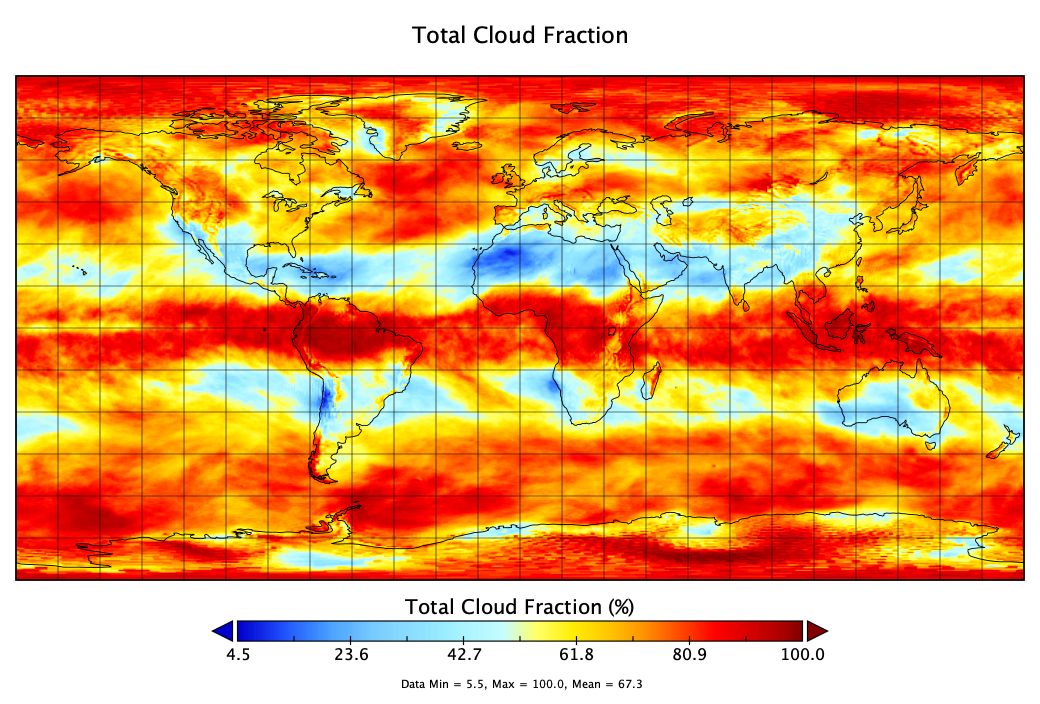 Total Cloud Fraction
Total Cloud Fraction (%)
4.5 23.6 42.7 61.8 80.9 100.0
Data Min = 5.5, Max = 100.0, Mean = 67.3